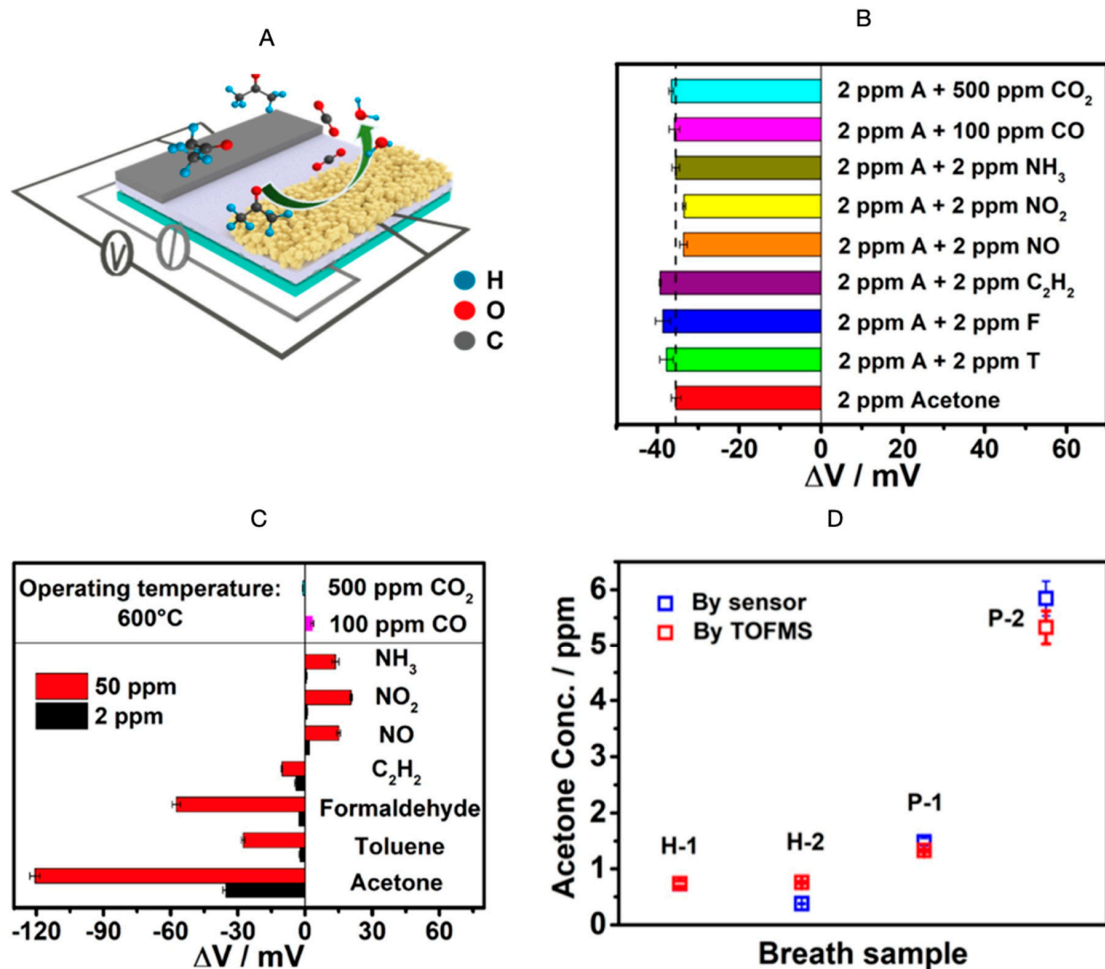 A
V
I
H
O
C
B
2 ppm A + 500 ppm CO₂
2 ppm A + 100 ppm CO
2 ppm A + 2 ppm NH₃
2 ppm A + 2 ppm NO₂
2 ppm A + 2 ppm NO
2 ppm A + 2 ppm C₂H₂
2 ppm A + 2 ppm F
2 ppm A + 2 ppm T
2 ppm Acetone
-40 -20 0 20 40 60
ΔV / mV
C
Operating temperature:
600°C
500 ppm CO₂
100 ppm CO
50 ppm
2 ppm
NH₃
NO₂
NO
C₂H₂
Formaldehyde
Toluene
Acetone
-120 -90 -60 -30 0 30 60
ΔV / mV
D
Acetone Conc. / ppm
6
5
4
3
2
1
0
By sensor
By TOFMS
P-2
P-1
H-1
H-2
Breath sample